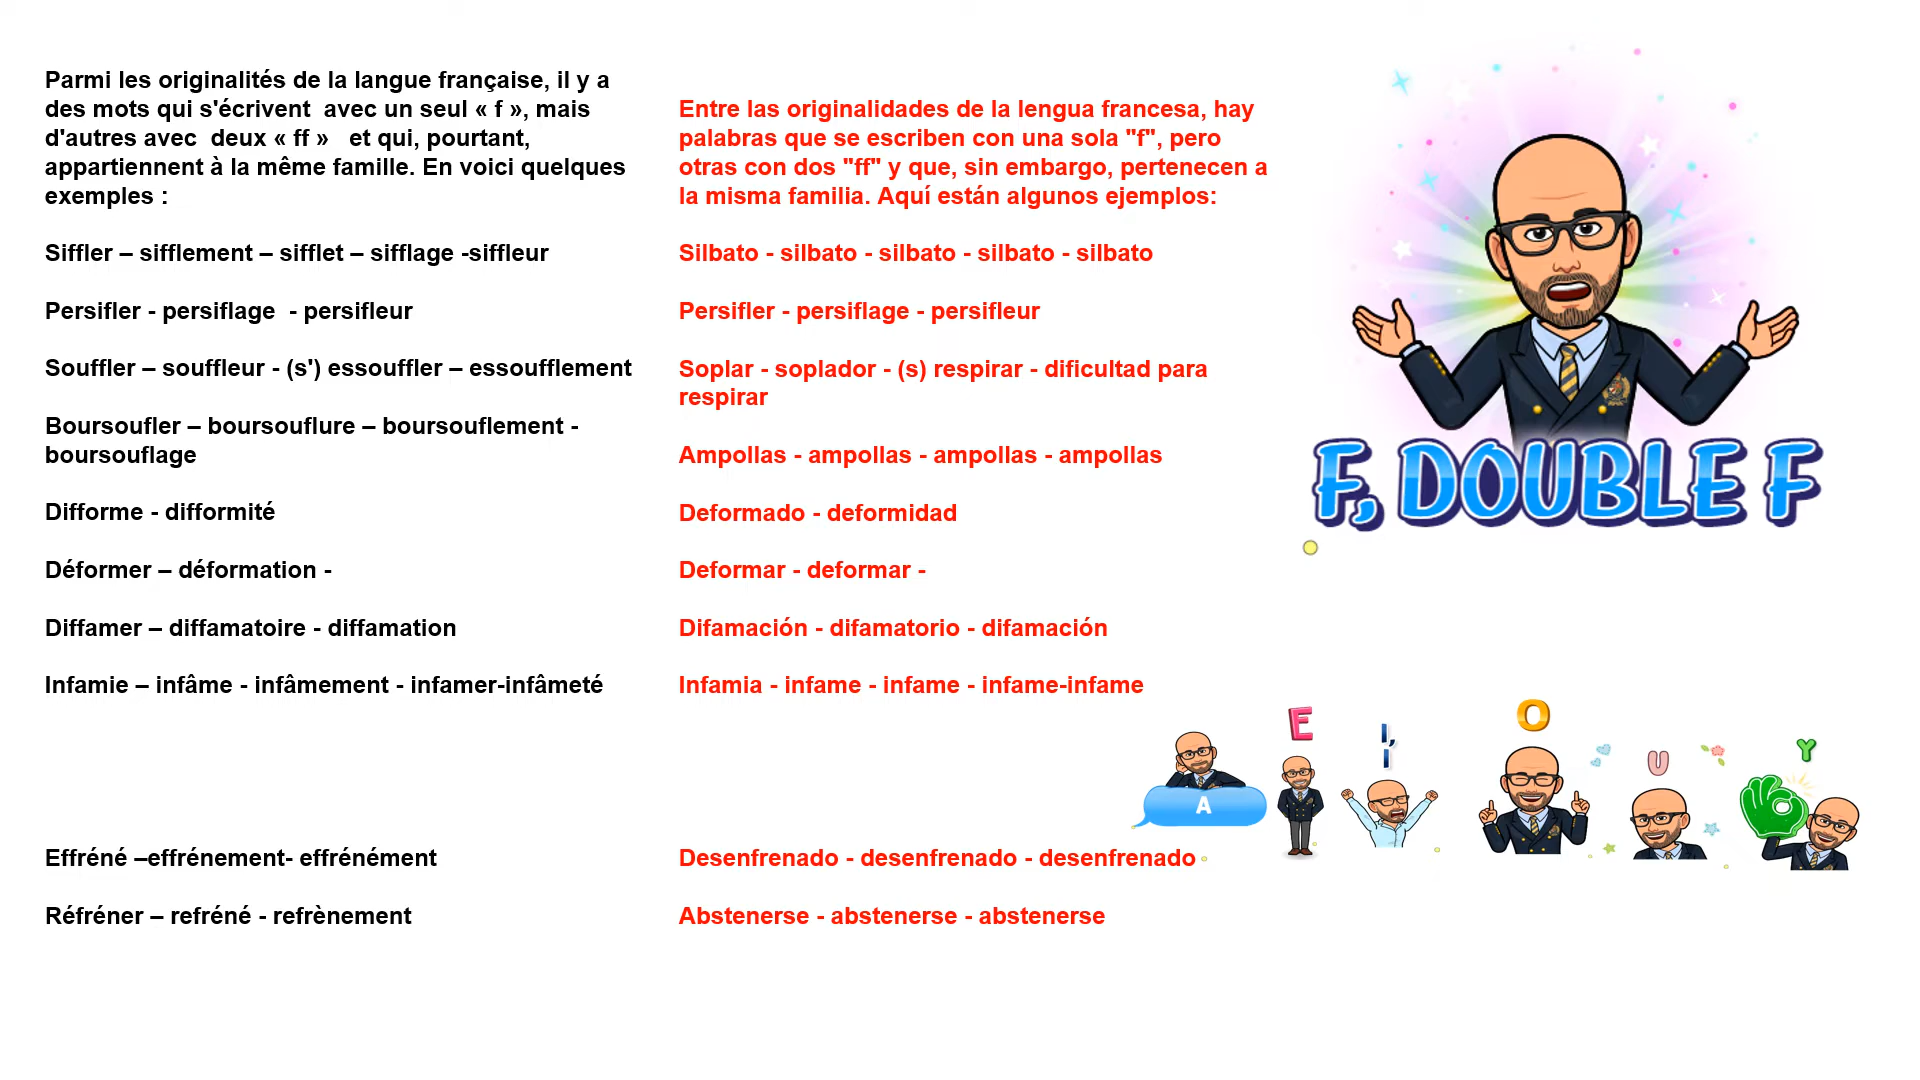 Parmi les originalités de la langue française, il y a
des mots qui s'écrivent  avec un seul « f », mais
d'autres avec  deux « ff »   et qui, pourtant,
appartiennent à la même famille. En voici quelques
exemples :
Siffler – sifflement – sifflet – sifflage -siffleur
Persifler - persiflage  - persifleur
Souffler – souffleur - (s') essouffler – essoufflement
Boursoufler – boursouflure – boursouflement -
boursouflage
Difforme - difformité
Déformer – déformation -
Diffamer – diffamatoire - diffamation
Infamie – infâme - infâmement - infamer-infâmeté
Effréné –effrénement- effrénément
Réfréner – refréné - refrènement
Entre las originalidades de la lengua francesa, hay
palabras que se escriben con una sola "f", pero
otras con dos "ff" y que, sin embargo, pertenecen a
la misma familia. Aquí están algunos ejemplos:
Silbato - silbato - silbato - silbato - silbato
Persifler - persiflage - persifleur
Soplar - soplador - (s) respirar - dificultad para
respirar
Ampollas - ampollas - ampollas - ampollas
Deformado - deformidad
Deformar - deformar -
Difamación - difamatorio - difamación
Infamia - infame - infame - infame-infame
Desenfrenado - desenfrenado - desenfrenado
Abstenerse - abstenerse - abstenerse
F, DOUBLE F
A
E
I,
I
O
U
Y